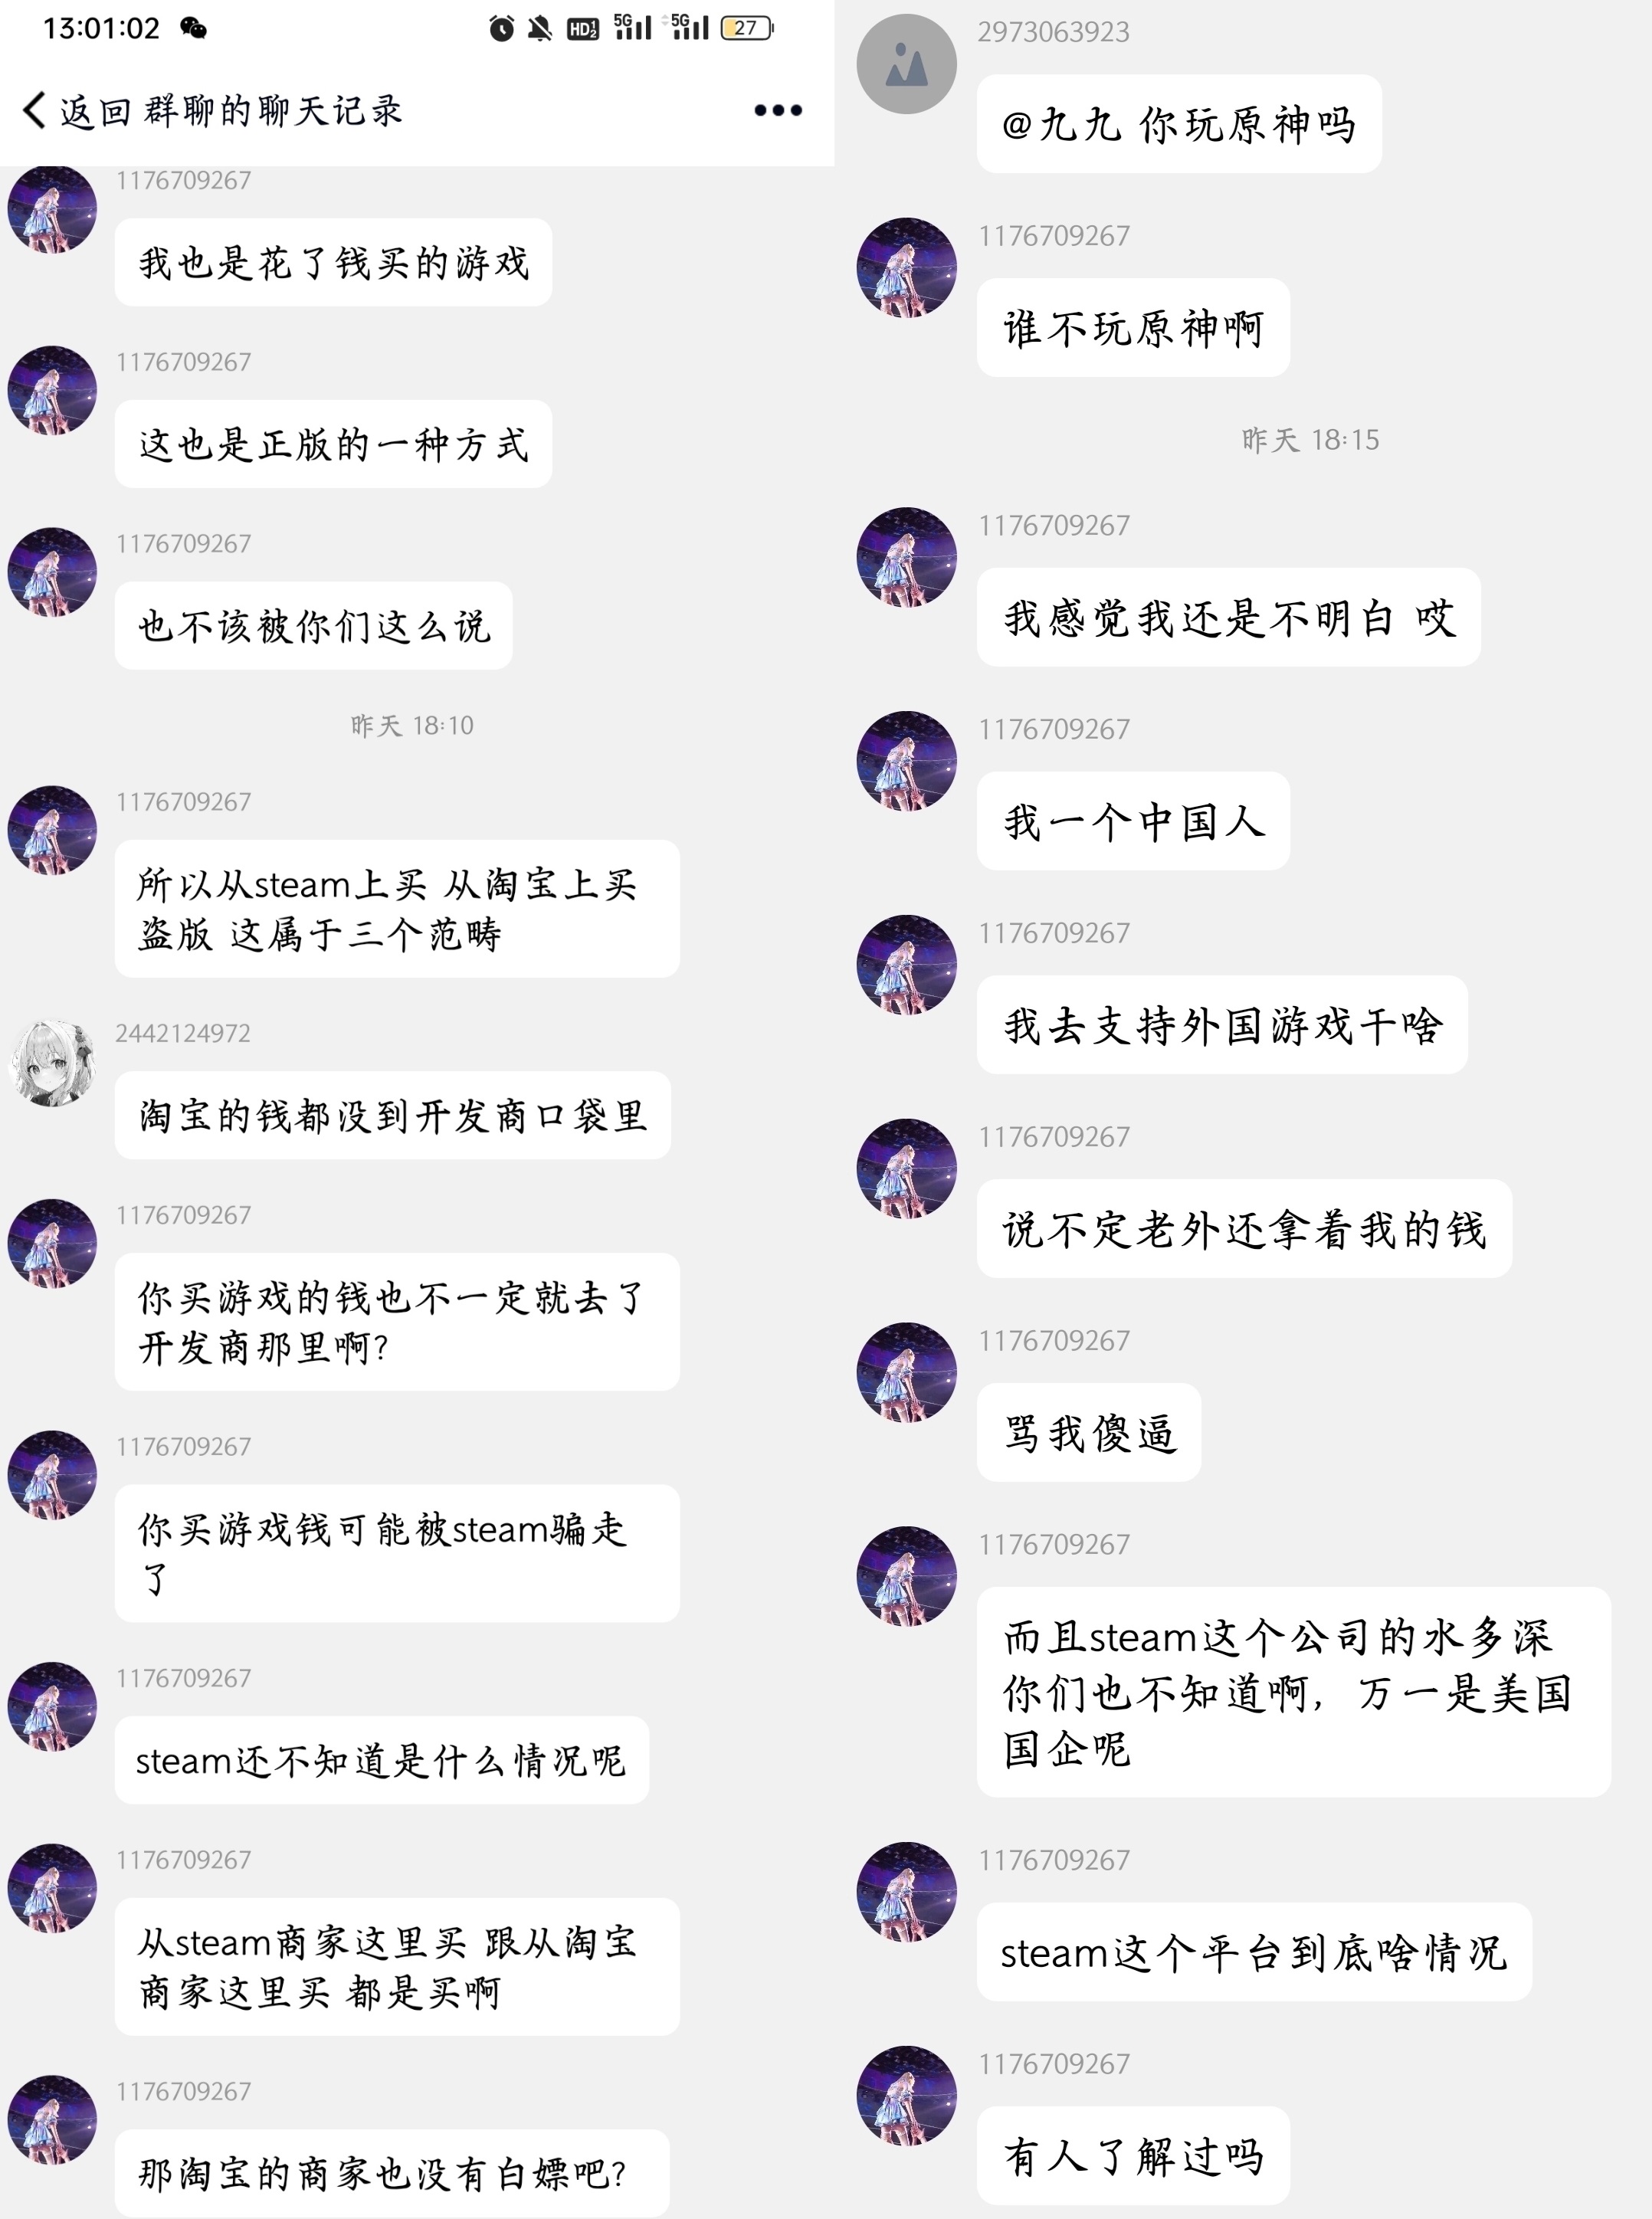 13:01:02
HD 1 2
5G
5G
27
返回 群聊的聊天记录
1176709267
我也是花了钱买的游戏
1176709267
这也是正版的一种方式
1176709267
也不该被你们这么说
昨天 18:10
1176709267
所以从steam上买 从淘宝上买
盗版 这属于三个范畴
2442124972
淘宝的钱都没到开发商口袋里
1176709267
你买游戏的钱也不一定就去了
开发商那里啊?
1176709267
你买游戏钱可能被steam骗走
了
1176709267
steam还不知道是什么情况呢
1176709267
从steam商家这里买 跟从淘宝
商家这里买 都是买啊
1176709267
那淘宝的商家也没有白嫖吧?
2973063923
@九九 你玩原神吗
1176709267
谁不玩原神啊
昨天 18:15
1176709267
我感觉我还是不明白 哎
1176709267
我一个中国人
1176709267
我去支持外国游戏干啥
1176709267
说不定老外还拿着我的钱
1176709267
骂我傻逼
1176709267
而且steam这个公司的水多深
你们也不知道啊，万一是美国
国企呢
1176709267
steam这个平台到底啥情况
1176709267
有人了解过吗